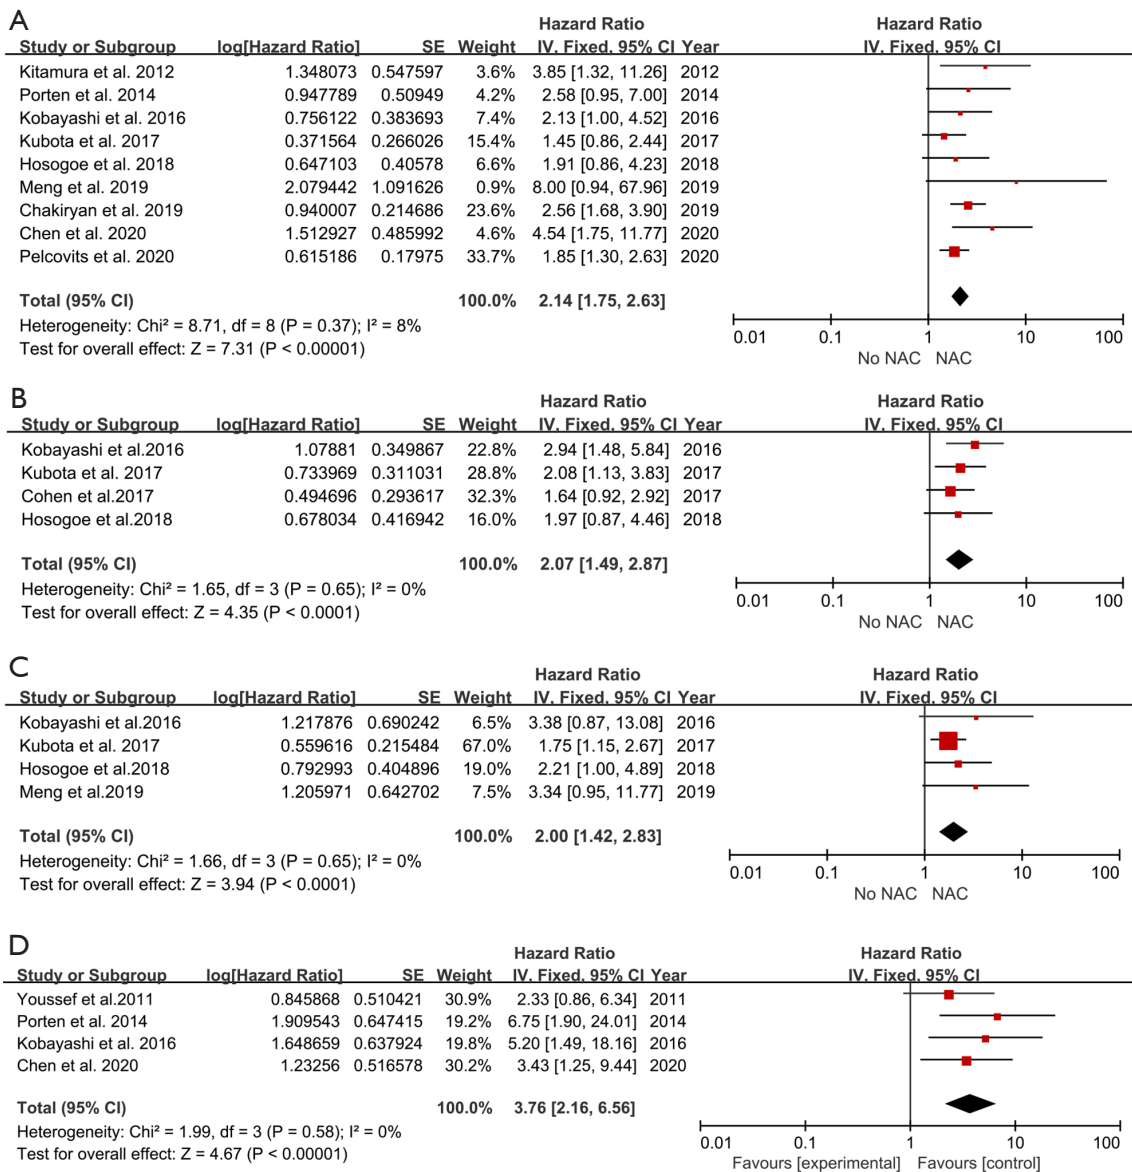 A
Hazard Ratio Hazard Ratio
Study or Subgroup log[Hazard Ratio] SE Weight IV, Fixed, 95% CI Year IV, Fixed, 95% CI
Kitamura et al. 2012 1.348073 0.547597 3.6% 3.85 [1.32, 11.26] 2012
Porten et al. 2014 0.947789 0.50949 4.2% 2.58 [0.95, 7.00] 2014
Kobayashi et al. 2016 0.756122 0.383693 7.4% 2.13 [1.00, 4.52] 2016
Kubota et al. 2017 0.371564 0.266026 15.4% 1.45 [0.86, 2.44] 2017
Hosogoe et al. 2018 0.647103 0.40578 6.6% 1.91 [0.86, 4.23] 2018
Meng et al. 2019 2.079442 1.091626 0.9% 8.00 [0.94, 67.96] 2019
Chakiryan et al. 2019 0.940007 0.214686 23.6% 2.56 [1.68, 3.90] 2019
Chen et al. 2020 1.512927 0.485992 4.6% 4.54 [1.75, 11.77] 2020
Pelcovits et al. 2020 0.615186 0.17975 33.7% 1.85 [1.30, 2.63] 2020
Total (95% CI) 100.0% 2.14 [1.75, 2.63]
Heterogeneity: Chi² = 8.71, df = 8 (P = 0.37); I² = 8%
Test for overall effect: Z = 7.31 (P < 0.00001)
0.01 0.1 1 10 100
No NAC NAC
B
Hazard Ratio Hazard Ratio
Study or Subgroup log[Hazard Ratio] SE Weight IV, Fixed, 95% CI Year IV, Fixed, 95% CI
Kobayashi et al.2016 1.07881 0.349867 22.8% 2.94 [1.48, 5.84] 2016
Kubota et al. 2017 0.733969 0.311031 28.8% 2.08 [1.13, 3.83] 2017
Cohen et al.2017 0.494696 0.293617 32.3% 1.64 [0.92, 2.92] 2017
Hosogoe et al.2018 0.678034 0.416942 16.0% 1.97 [0.87, 4.46] 2018
Total (95% CI) 100.0% 2.07 [1.49, 2.87]
Heterogeneity: Chi² = 1.65, df = 3 (P = 0.65); I² = 0%
Test for overall effect: Z = 4.35 (P < 0.0001)
0.01 0.1 1 10 100
No NAC NAC
C
Hazard Ratio Hazard Ratio
Study or Subgroup log[Hazard Ratio] SE Weight IV, Fixed, 95% CI Year IV, Fixed, 95% CI
Kobayashi et al.2016 1.217876 0.690242 6.5% 3.38 [0.87, 13.08] 2016
Kubota et al. 2017 0.559616 0.215484 67.0% 1.75 [1.15, 2.67] 2017
Hosogoe et al.2018 0.792993 0.404896 19.0% 2.21 [1.00, 4.89] 2018
Meng et al.2019 1.205971 0.642702 7.5% 3.34 [0.95, 11.77] 2019
Total (95% CI) 100.0% 2.00 [1.42, 2.83]
Heterogeneity: Chi² = 1.66, df = 3 (P = 0.65); I² = 0%
Test for overall effect: Z = 3.94 (P < 0.0001)
0.01 0.1 1 10 100
No NAC NAC
D
Hazard Ratio Hazard Ratio
Study or Subgroup log[Hazard Ratio] SE Weight IV, Fixed, 95% CI Year IV, Fixed, 95% CI
Youssef et al.2011 0.845868 0.510421 30.9% 2.33 [0.86, 6.34] 2011
Porten et al. 2014 1.909543 0.647415 19.2% 6.75 [1.90, 24.01] 2014
Kobayashi et al. 2016 1.648659 0.637924 19.8% 5.20 [1.49, 18.16] 2016
Chen et al. 2020 1.23256 0.516578 30.2% 3.43 [1.25, 9.44] 2020
Total (95% CI) 100.0% 3.76 [2.16, 6.56]
Heterogeneity: Chi² = 1.99, df = 3 (P = 0.58); I² = 0%
Test for overall effect: Z = 4.67 (P < 0.00001)
0.01 0.1 1 10 100
Favours [experimental] Favours [control]